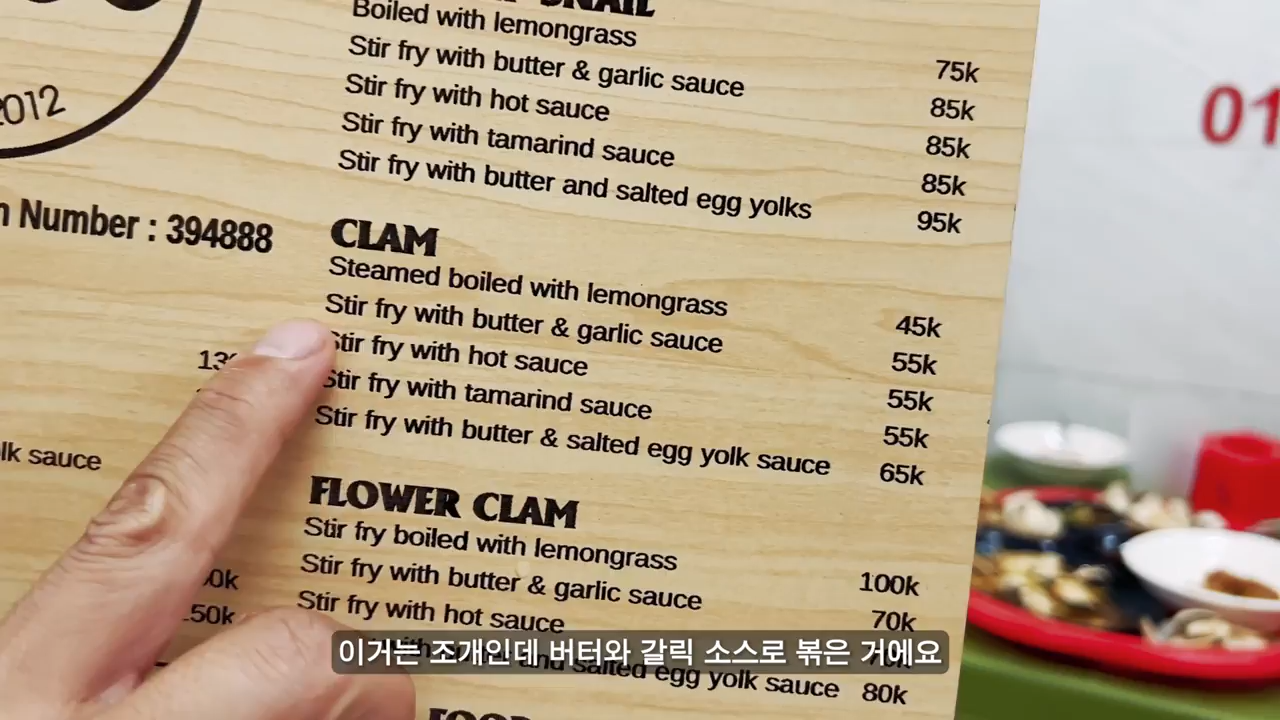 SNAIL
Boiled with lemongrass 75k
Stir fry with butter & garlic sauce 85k
Stir fry with hot sauce 85k
Stir fry with tamarind sauce 85k
Stir fry with butter and salted egg yolks 95k
2012
Number : 394888
CLAM
Steamed boiled with lemongrass 45k
Stir fry with butter & garlic sauce 55k
Stir fry with hot sauce 55k
Stir fry with tamarind sauce 55k
Stir fry with butter & salted egg yolk sauce 65k
sauce
FLOWER CLAM
Stir fry boiled with lemongrass 100k
Stir fry with butter & garlic sauce 70k
Stir fry with hot sauce
salted egg yolk sauce 80k
01
이거는 조개인데 버터와 갈릭 소스로 볶은 거에요